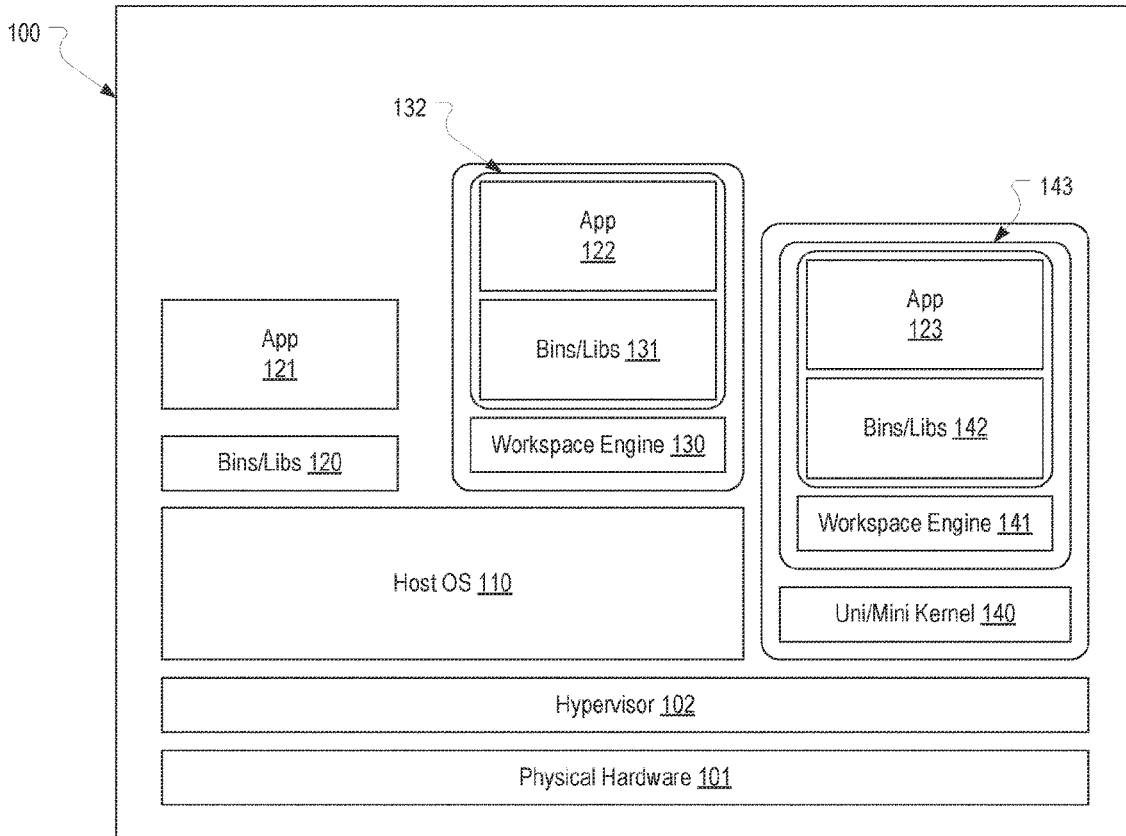 100
132
143
App
122
App
123
App
121
Bins/Libs 131
Bins/Libs 142
Bins/Libs 120
Workspace Engine 130
Workspace Engine 141
Host OS 110
Uni/Mini Kernel 140
Hypervisor 102
Physical Hardware 101